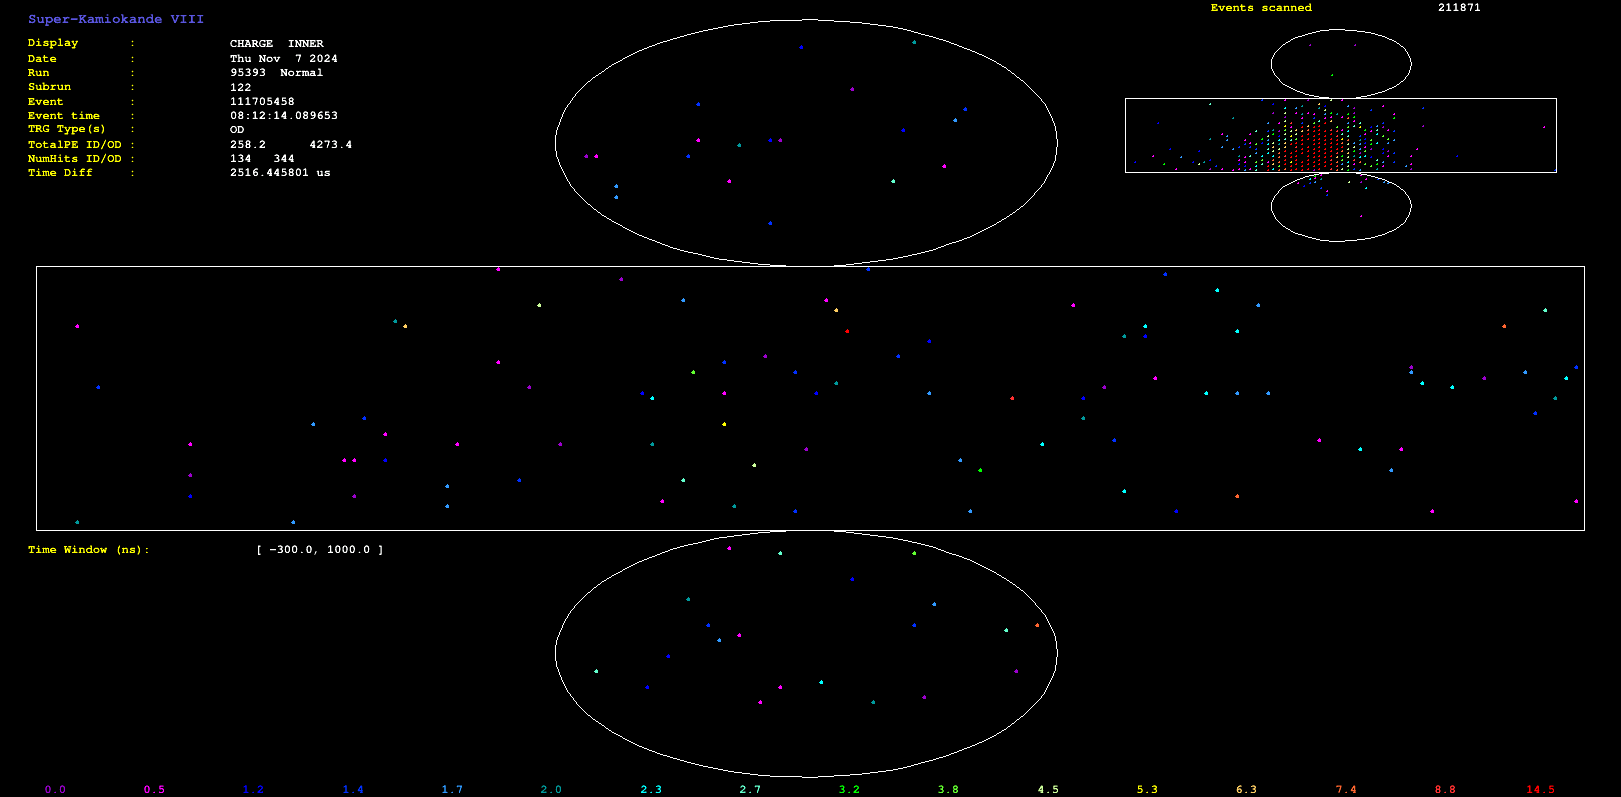 Super-Kamiokande VIII
Events scanned 211871
Display : CHARGE INNER
Date : Thu Nov 7 2024
Run : 95393 Normal
Subrun : 122
Event : 111705458
Event time : 08:12:14.089653
TRG Type(s) : OD
TotalPE ID/OD : 258.2 4273.4
NumHits ID/OD : 134 344
Time Diff : 2516.445801 us
Time Window (ns): [ -300.0, 1000.0 ]
0.0 0.5 1.2 1.4 1.7 2.0 2.3 2.7 3.2 3.8 4.5 5.3 6.3 7.4 8.8 14.5